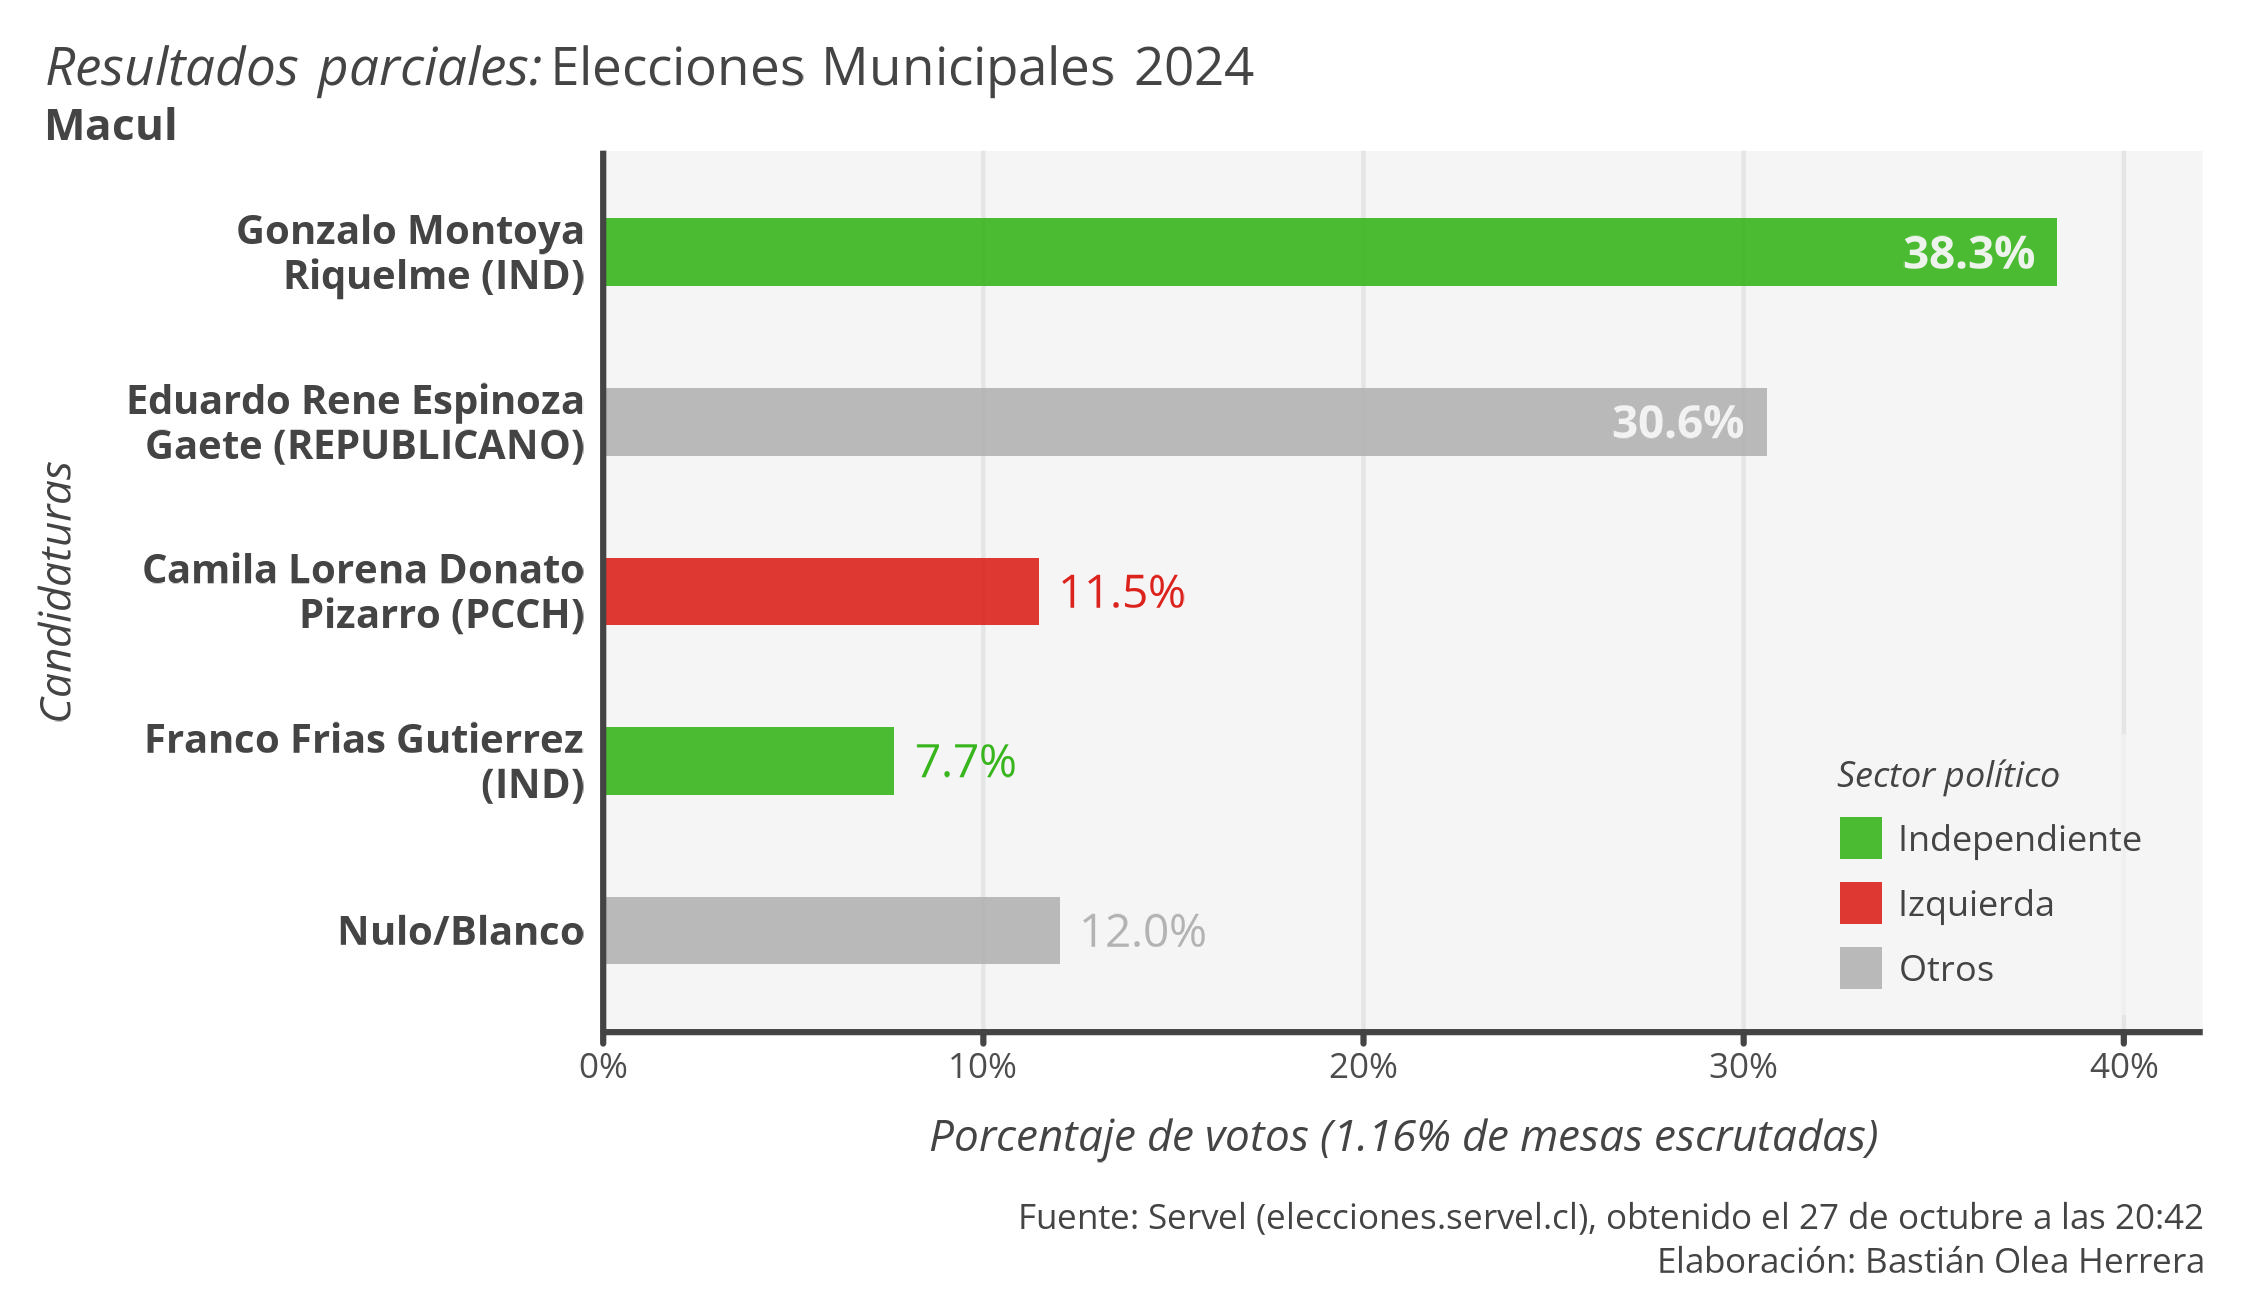 Resultados parciales: Elecciones Municipales 2024
Macul
Candidaturas
Gonzalo Montoya
Riquelme (IND)
38.3%
Eduardo Rene Espinoza
Gaete (REPUBLICANO)
30.6%
Camila Lorena Donato
Pizarro (PCCH)
11.5%
Franco Frias Gutierrez
(IND)
7.7%
Nulo/Blanco
12.0%
Sector político
Independiente
Izquierda
Otros
0% 10% 20% 30% 40%
Porcentaje de votos (1.16% de mesas escrutadas)
Fuente: Servel (elecciones.servel.cl), obtenido el 27 de octubre a las 20:42
Elaboración: Bastián Olea Herrera